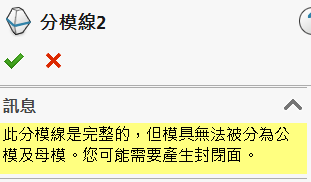 分模線2
訊息
此分模線是完整的，但模具無法被分為公
模及母模。您可能需要產生封閉面。